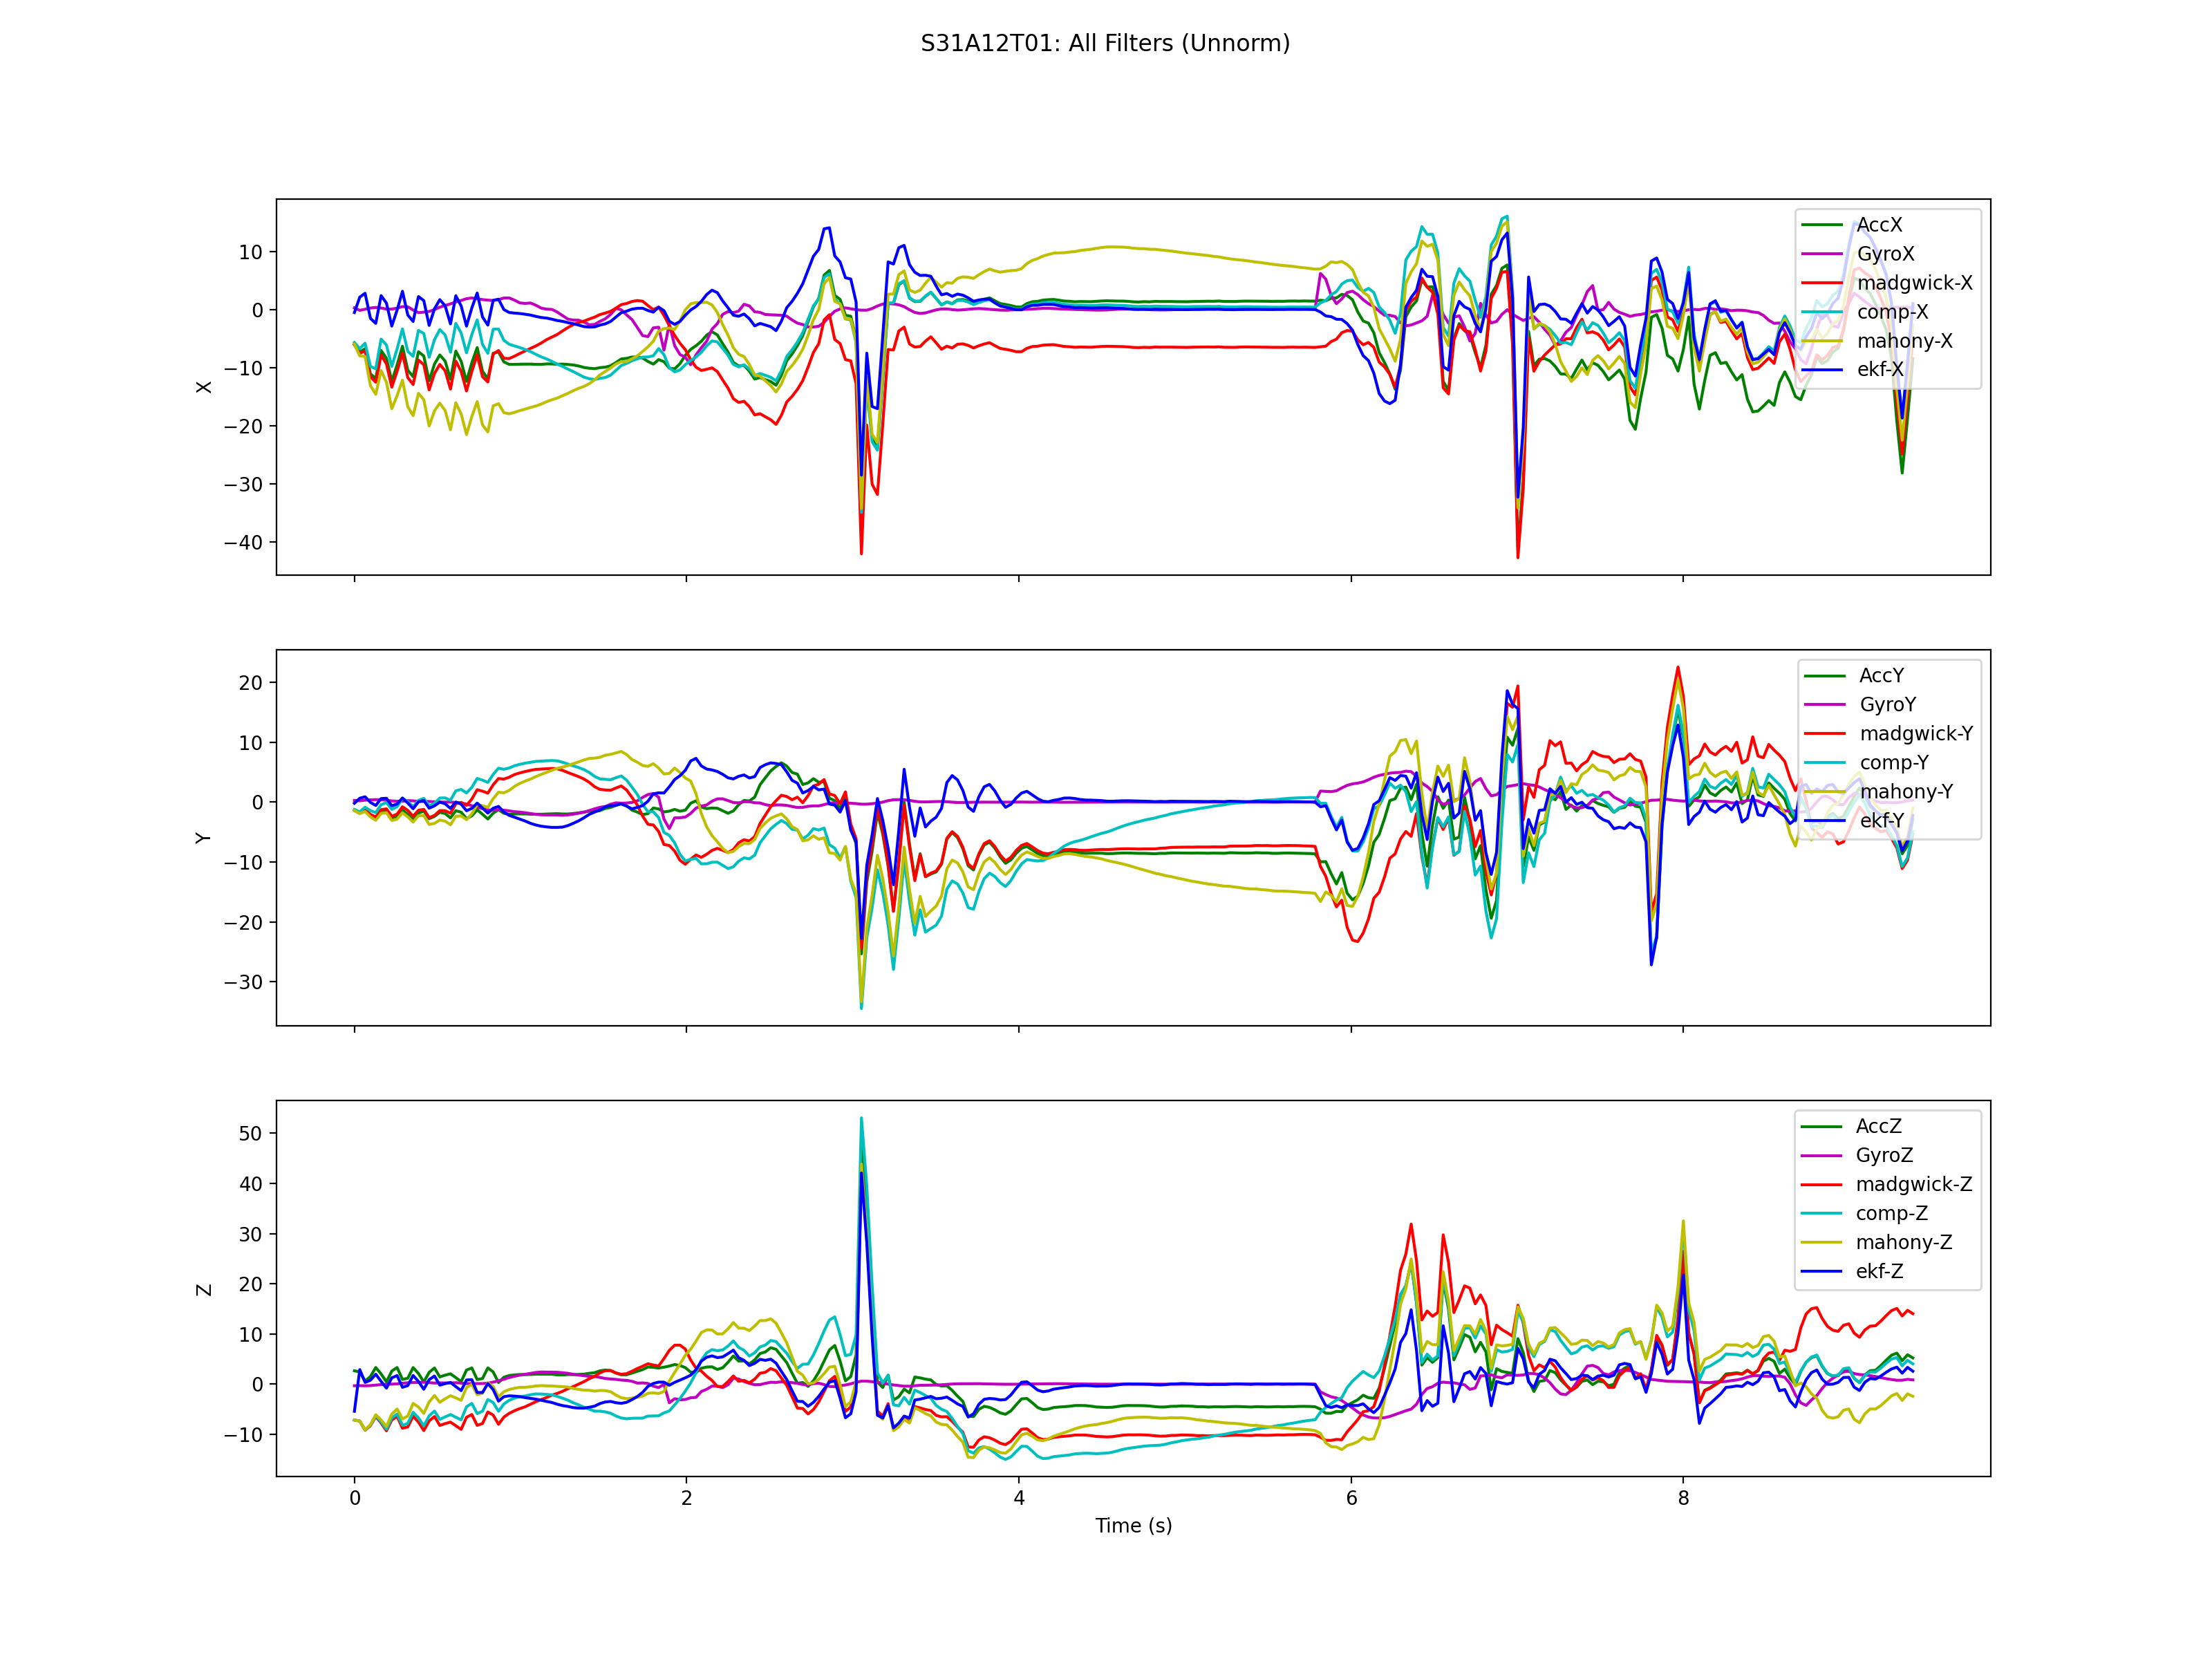 S31A12T01: All Filters (Unnorm)
10
0
−10
−20
−30
−40
X
AccX
GyroX
madgwick-X
comp-X
mahony-X
ekf-X
20
10
0
−10
−20
−30
Y
AccY
GyroY
madgwick-Y
comp-Y
mahony-Y
ekf-Y
50
40
30
20
10
0
−10
Z
AccZ
GyroZ
madgwick-Z
comp-Z
mahony-Z
ekf-Z
0 2 4 6 8
Time (s)